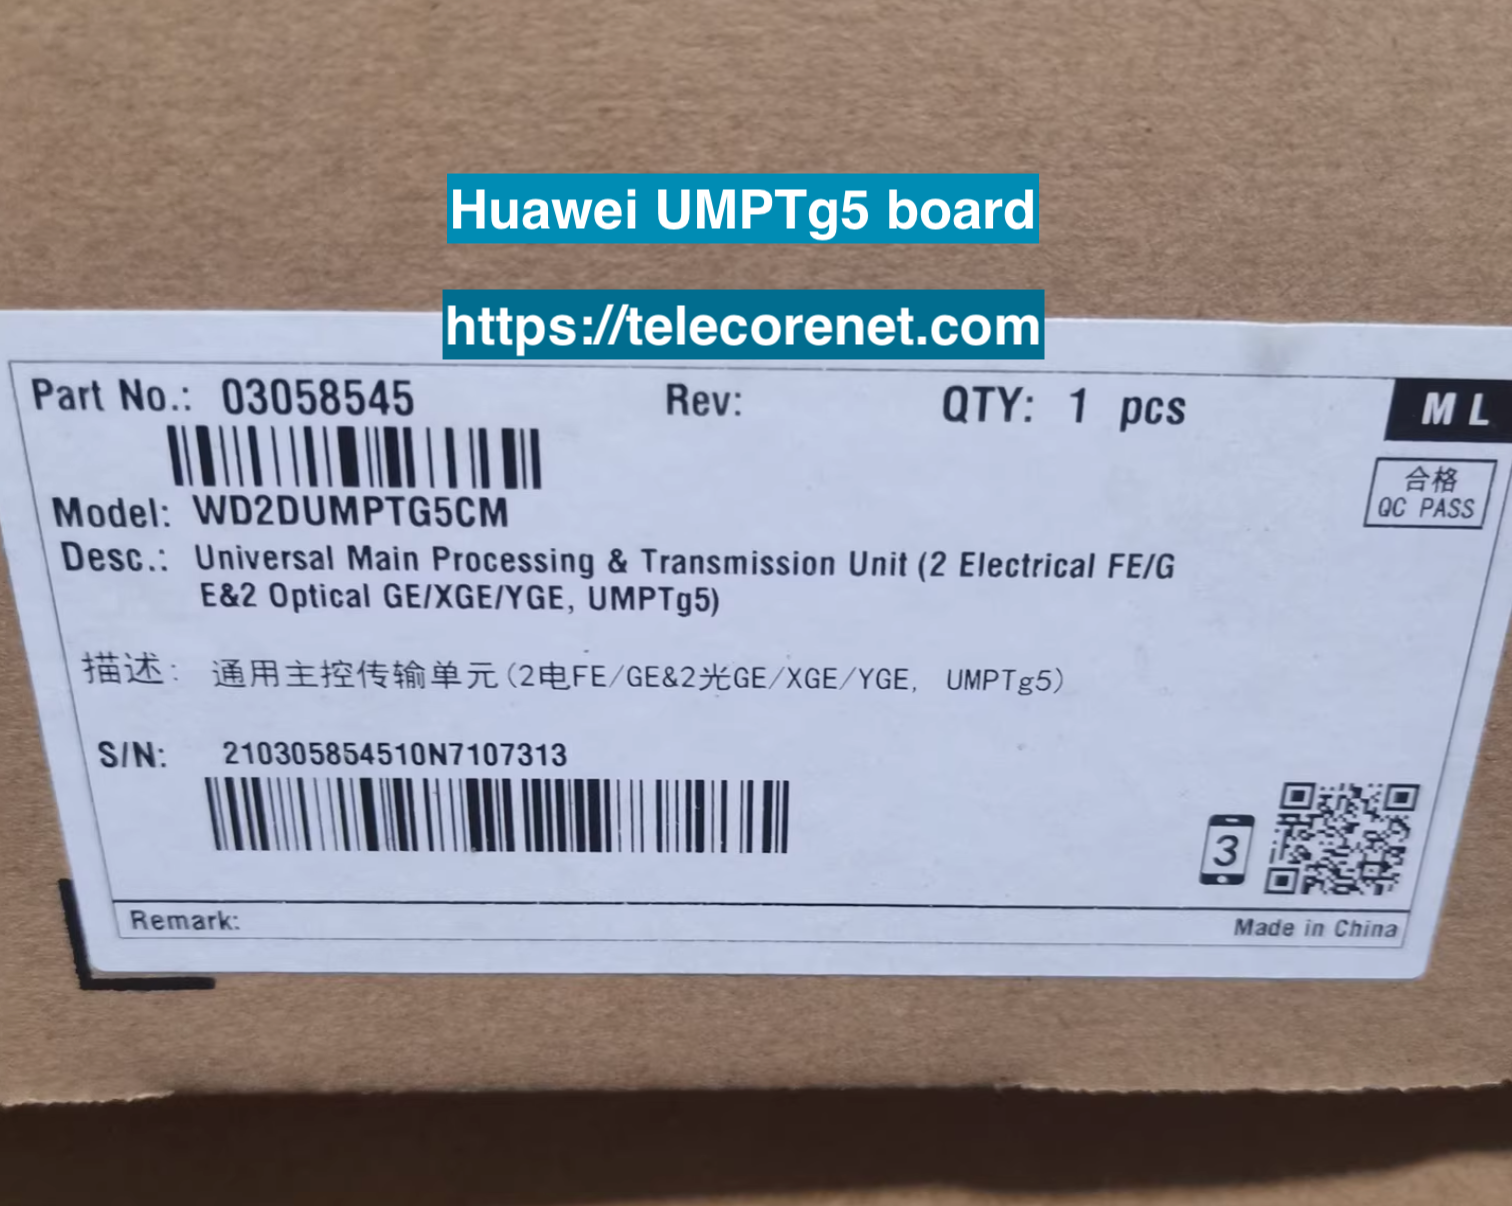 Huawei UMPTg5 board
https://telecorenet.com
Part No.: 03058545 Rev: QTY: 1 pcs ML
合格
QC PASS
Model: WD2DUMPTG5CM
Desc.: Universal Main Processing & Transmission Unit (2 Electrical FE/G
E&2 Optical GE/XGE/YGE, UMPTg5)
描述: 通用主控传输单元(2电FE/GE&2光GE/XGE/YGE, UMPTg5)
S/N: 210305854510N7107313
3
Remark: Made in China